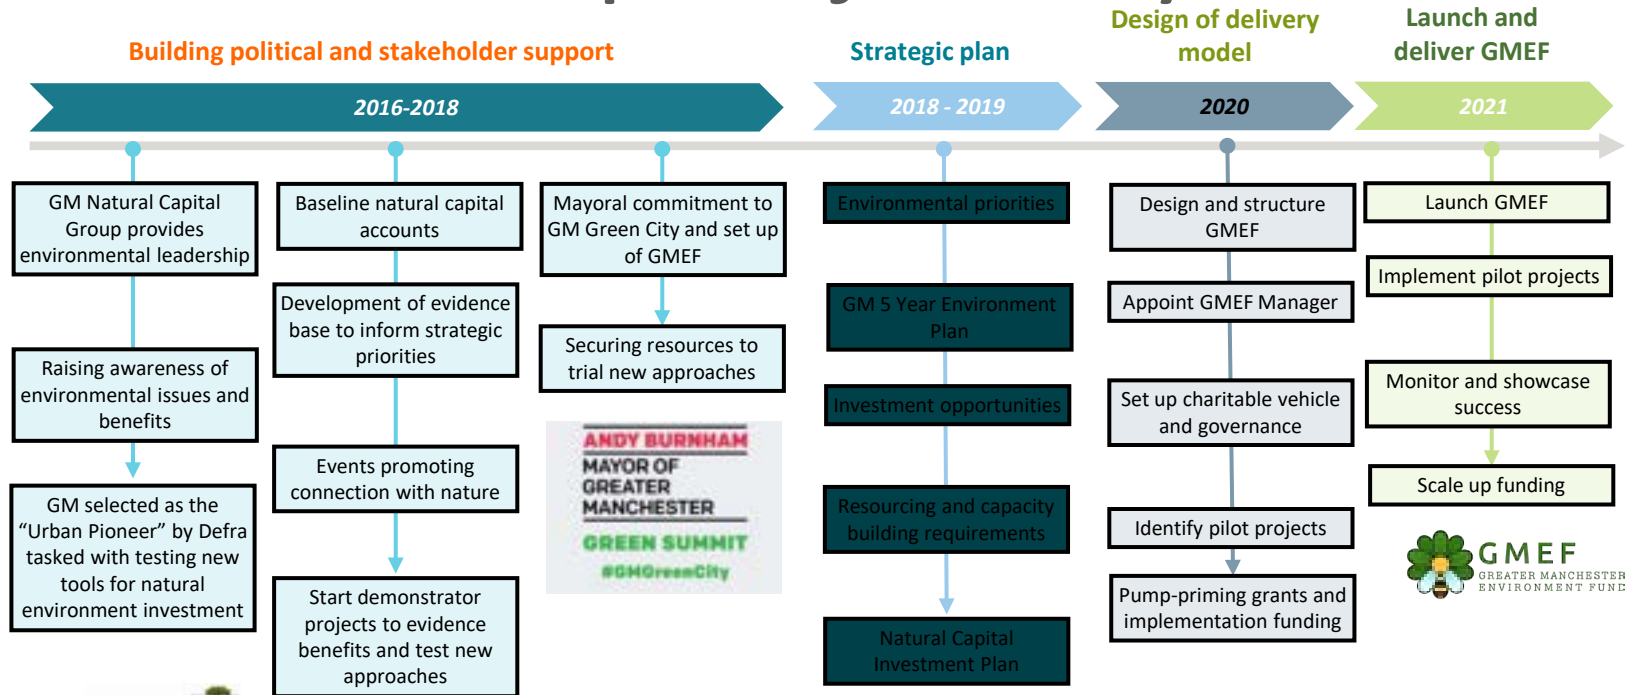 Building political and stakeholder support
Strategic plan
Design of delivery
model
Launch and
deliver GMEF
2016-2018
2018 - 2019
2020
2021
GM Natural Capital
Group provides
environmental leadership
Raising awareness of
environmental issues and
benefits
GM selected as the
“Urban Pioneer” by Defra
tasked with testing new
tools for natural
environment investment
Baseline natural capital
accounts
Development of evidence
base to inform strategic
priorities
Events promoting
connection with nature
Start demonstrator
projects to evidence
benefits and test new
approaches
Mayoral commitment to
GM Green City and set up
of GMEF
Securing resources to
trial new approaches
ANDY BURNHAM
MAYOR OF
GREATER
MANCHESTER
GREEN SUMMIT
#GMGreenCity
Environmental priorities
GM 5 Year Environment
Plan
Investment opportunities
Resourcing and capacity
building requirements
Natural Capital
Investment Plan
Design and structure
GMEF
Appoint GMEF Manager
Set up charitable vehicle
and governance
Identify pilot projects
Pump-priming grants and
implementation funding
Launch GMEF
Implement pilot projects
Monitor and showcase
success
Scale up funding
GMEF
GREATER MANCHESTER
ENVIRONMENT FUND